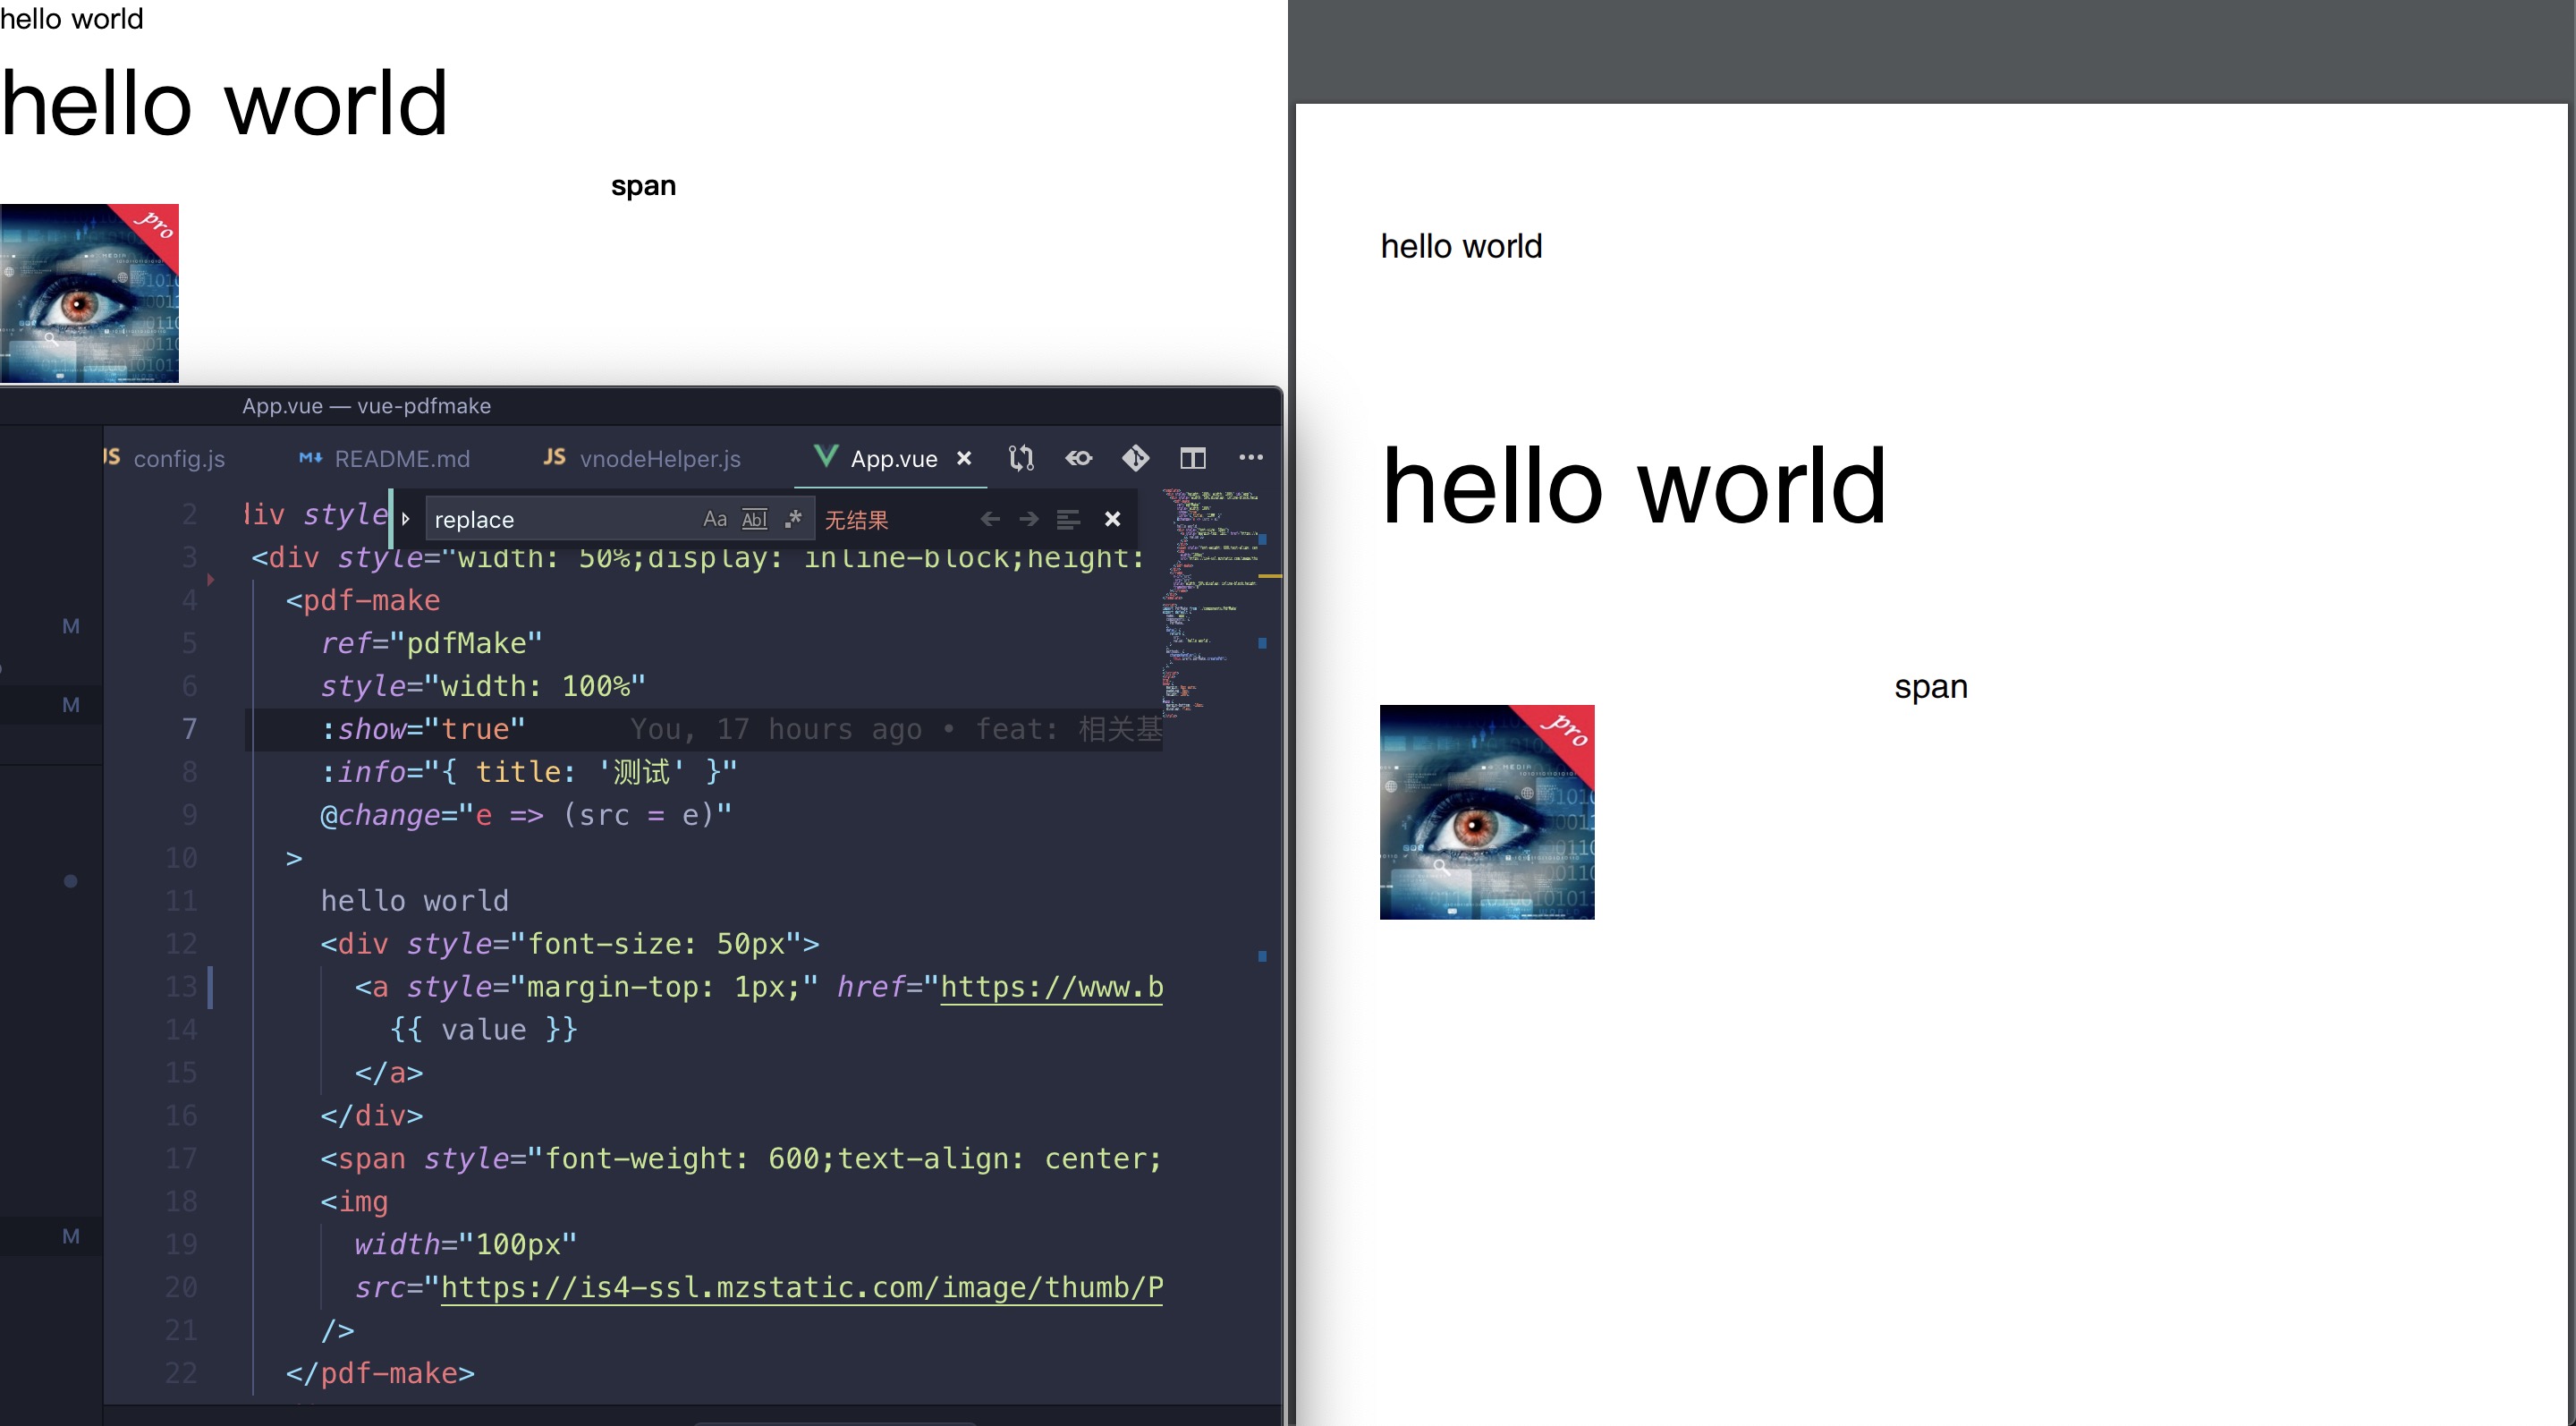 hello world
hello world
span
pro
App.vue — vue-pdfmake
JS config.js
README.md
JS vnodeHelper.js
App.vue
replace
Aa Abl .* 无结果
2 div style
3 <div style="width: 50%;display: inline-block;height:
4 <pdf-make
5 ref="pdfMake"
6 style="width: 100%"
7 :show="true" You, 17 hours ago • feat: 相关基
8 :info="{ title: '测试' }"
9 @change="e => (src = e)"
10 >
11 hello world
12 <div style="font-size: 50px">
13 <a style="margin-top: 1px;" href="https://www.b
14 {{ value }}
15 </a>
16 </div>
17 <span style="font-weight: 600;text-align: center;
18 <img
19 width="100px"
20 src="https://is4-ssl.mzstatic.com/image/thumb/P
21 />
22 </pdf-make>
M
M
M
hello world
hello world
span
pro
MEDIA